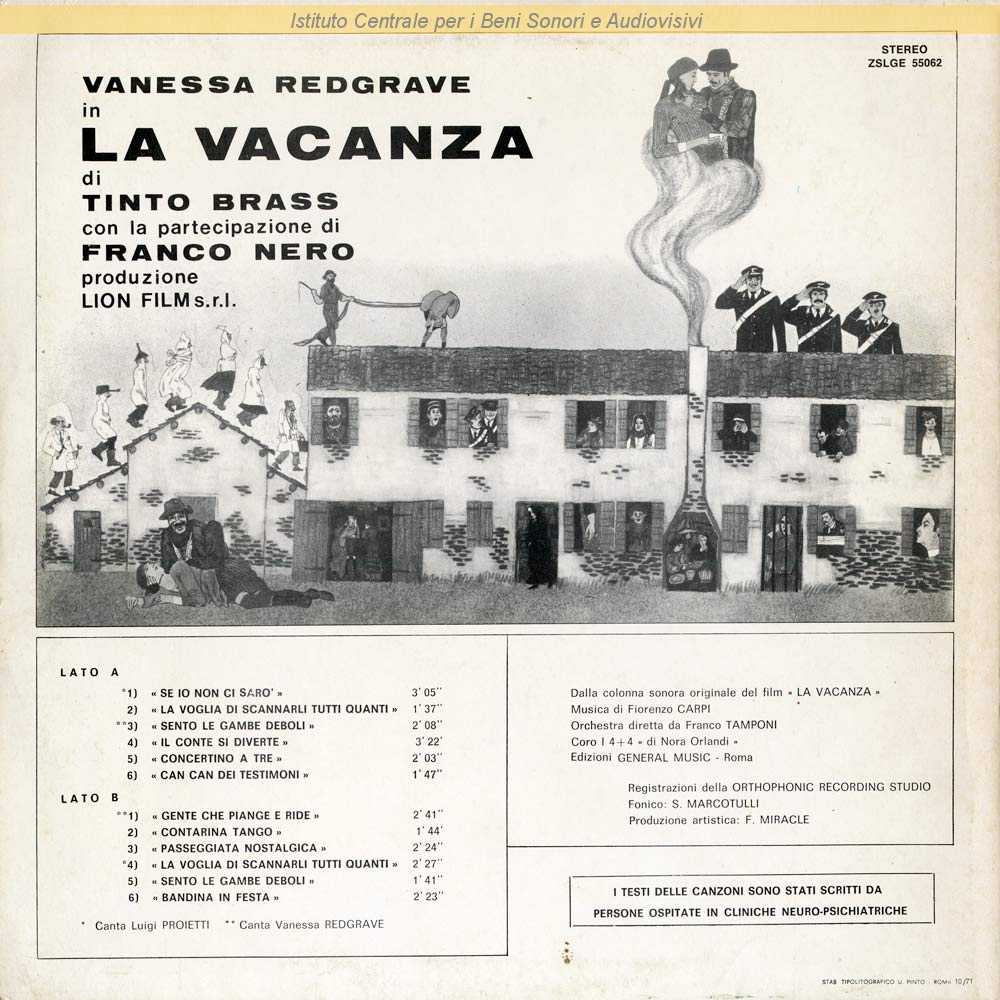 Istituto Centrale per i Beni Sonori e Audiovisivi
STEREO
ZSLGE 55062
VANESSA REDGRAVE
in
LA VACANZA
di
TINTO BRASS
con la partecipazione di
FRANCO NERO
produzione
LION FILM s.r.l.
LATO A
*1) « SE IO NON CI SARO' » 3' 05''
2) « LA VOGLIA DI SCANNARLI TUTTI QUANTI » 1' 37''
**3) « SENTO LE GAMBE DEBOLI » 2' 08''
4) « IL CONTE SI DIVERTE » 3' 22'
5) « CONCERTINO A TRE » 2' 03''
6) « CAN CAN DEI TESTIMONI » 1' 47''
LATO B
**1) « GENTE CHE PIANGE E RIDE » 2' 41''
2) « CONTARINA TANGO » 1' 44'
3) « PASSEGGIATA NOSTALGICA » 2' 24''
*4) « LA VOGLIA DI SCANNARLI TUTTI QUANTI » 2' 27''
5) « SENTO LE GAMBE DEBOLI » 1' 41''
6) « BANDINA IN FESTA » 2' 23''
* Canta Luigi PROIETTI ** Canta Vanessa REDGRAVE
Dalla colonna sonora originale del film « LA VACANZA »
Musica di Fiorenzo CARPI
Orchestra diretta da Franco TAMPONI
Coro I 4+4 « di Nora Orlandi »
Edizioni GENERAL MUSIC - Roma
Registrazioni della ORTHOPHONIC RECORDING STUDIO
Fonico: S. MARCOTULLI
Produzione artistica: F. MIRACLE
I TESTI DELLE CANZONI SONO STATI SCRITTI DA
PERSONE OSPITATE IN CLINICHE NEURO-PSICHIATRICHE
STAB TIPOLITOGRAFICO U. PINTO - ROMA 10/71